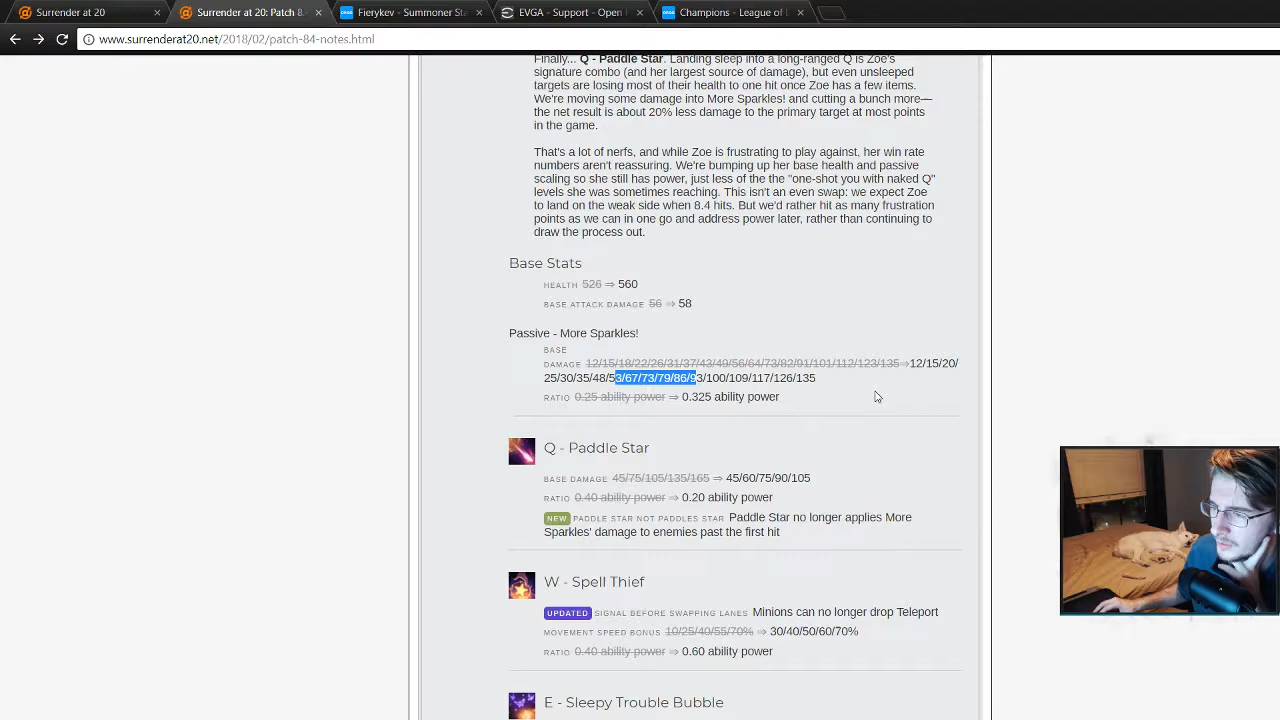 Surrender at 20
Surrender at 20: Patch 8.
Fierykev - Summoner Sta
EVGA - Support - Open
Champions - League of L
www.surrenderat20.net/2018/02/patch-84-notes.html
Finally... Q - Paddle Star. Landing sleep into a long-ranged Q is Zoe's
signature combo (and her largest source of damage), but even unsleeped
targets are losing most of their health to one hit once Zoe has a few items.
We're moving some damage into More Sparkles! and cutting a bunch more—
the net result is about 20% less damage to the primary target at most points
in the game.
That's a lot of nerfs, and while Zoe is frustrating to play against, her win rate
numbers aren't reassuring. We're bumping up her base health and passive
scaling so she still has power, just less of the the "one-shot you with naked Q"
levels she was sometimes reaching. This isn't an even swap: we expect Zoe
to land on the weak side when 8.4 hits. But we'd rather hit as many frustration
points as we can in one go and address power later, rather than continuing to
draw the process out.
Base Stats
HEALTH 526 ⇒ 560
BASE ATTACK DAMAGE 56 ⇒ 58
Passive - More Sparkles!
BASE
DAMAGE 12/15/18/22/26/31/37/43/49/56/64/73/82/91/101/112/123/135⇒12/15/20/
25/30/35/48/53/67/73/79/86/93/100/109/117/126/135
RATIO 0.25 ability power ⇒ 0.325 ability power
Q - Paddle Star
BASE DAMAGE 45/75/105/135/165 ⇒ 45/60/75/90/105
RATIO 0.40 ability power ⇒ 0.20 ability power
NEW PADDLE STAR NOT PADDLES STAR Paddle Star no longer applies More
Sparkles' damage to enemies past the first hit
W - Spell Thief
UPDATED SIGNAL BEFORE SWAPPING LANES Minions can no longer drop Teleport
MOVEMENT SPEED BONUS 10/25/40/55/70% ⇒ 30/40/50/60/70%
RATIO 0.40 ability power ⇒ 0.60 ability power
E - Sleepy Trouble Bubble